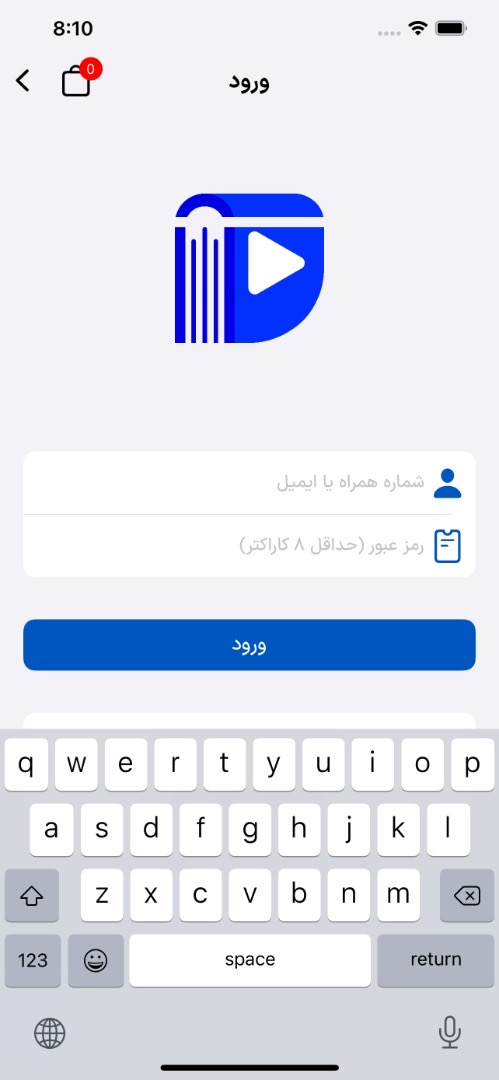 8:10
0
ورود
شماره همراه یا ایمیل
رمز عبور (حداقل ۸ کاراکتر)
ورود
q w e r t y u i o p
a s d f g h j k l
z x c v b n m
123 space return